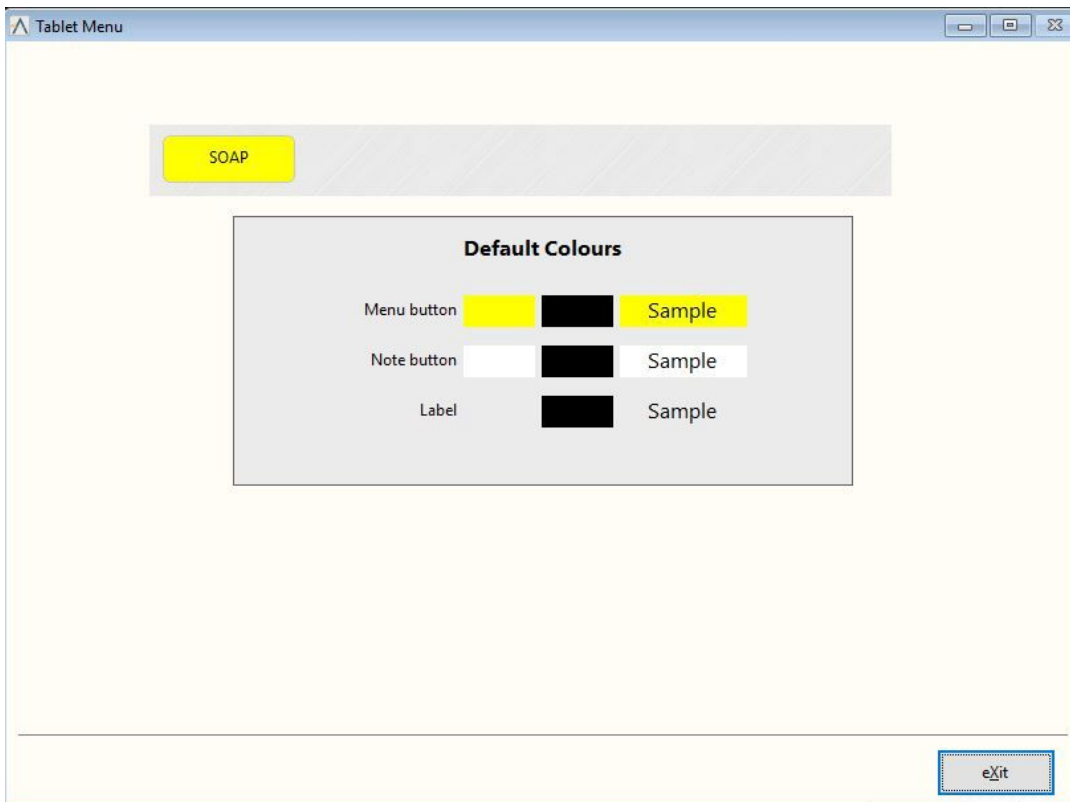 Tablet Menu
SOAP
Default Colours
Menu button Sample
Note button Sample
Label Sample
eXit